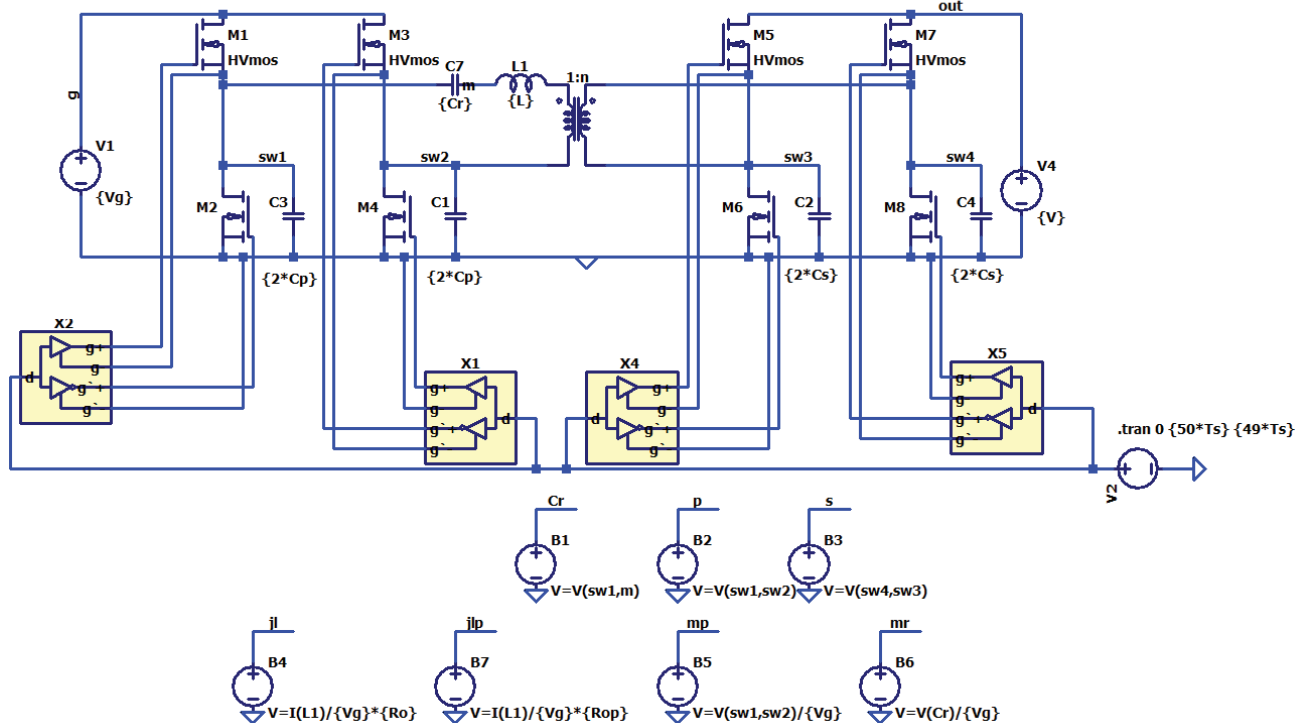 out
M1
HVmos
M3
HVmos
M5
HVmos
M7
HVmos
C7
m
{Cr}
L1
{L}
1:n
g
V1
{Vg}
sw1
sw2
sw3
sw4
V4
{V}
M2
C3
M4
C1
M6
C2
M8
C4
{2*Cp}
{2*Cp}
{2*Cs}
{2*Cs}
X2
d
g+
g-
g`+
g`-
X1
g+
g-
g`+
g`-
d
X4
d
g+
g-
g`+
g`-
X5
g+
g-
g`+
g`-
d
.tran 0 {50*Ts} {49*Ts}
V2
Cr
B1
V=V(sw1,m)
p
B2
V=V(sw1,sw2)
s
B3
V=V(sw4,sw3)
jl
B4
V=I(L1)/{Vg}*{Ro}
jlp
B7
V=I(L1)/{Vg}*{Rop}
mp
B5
V=V(sw1,sw2)/{Vg}
mr
B6
V=V(Cr)/{Vg}